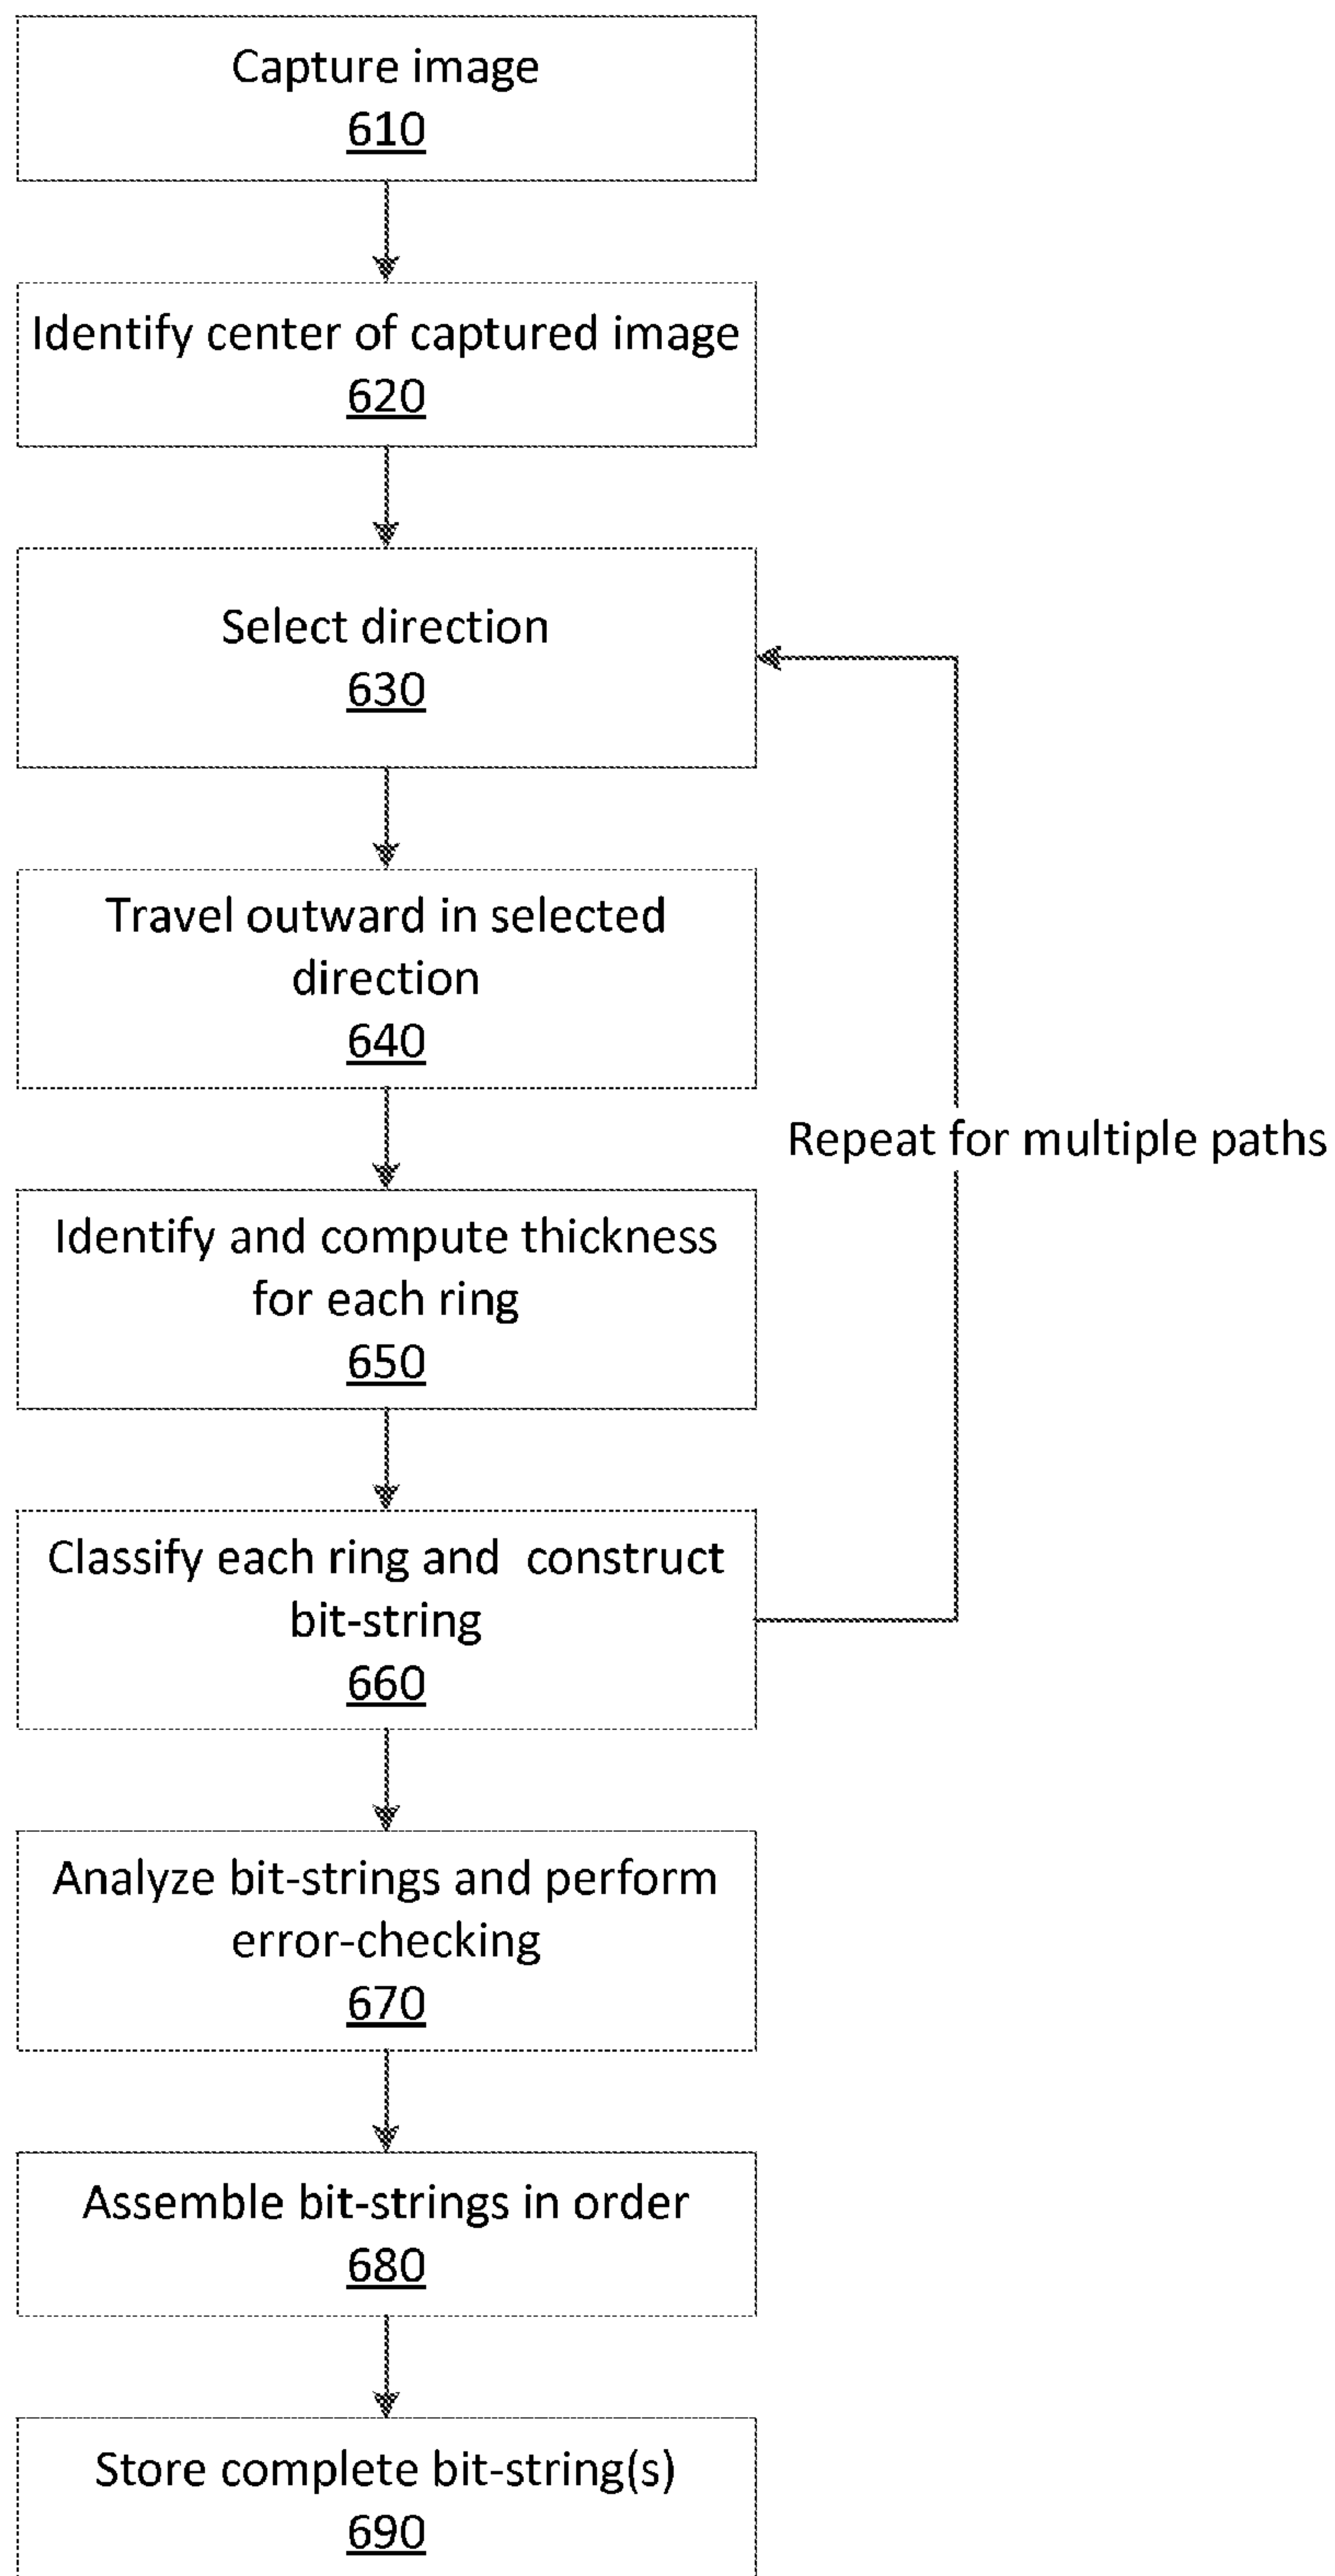 Capture image
610
Identify center of captured image
620
Select direction
630
Travel outward in selected
direction
640
Repeat for multiple paths
Identify and compute thickness
for each ring
650
Classify each ring and construct
bit-string
660
Analyze bit-strings and perform
error-checking
670
Assemble bit-strings in order
680
Store complete bit-string(s)
690